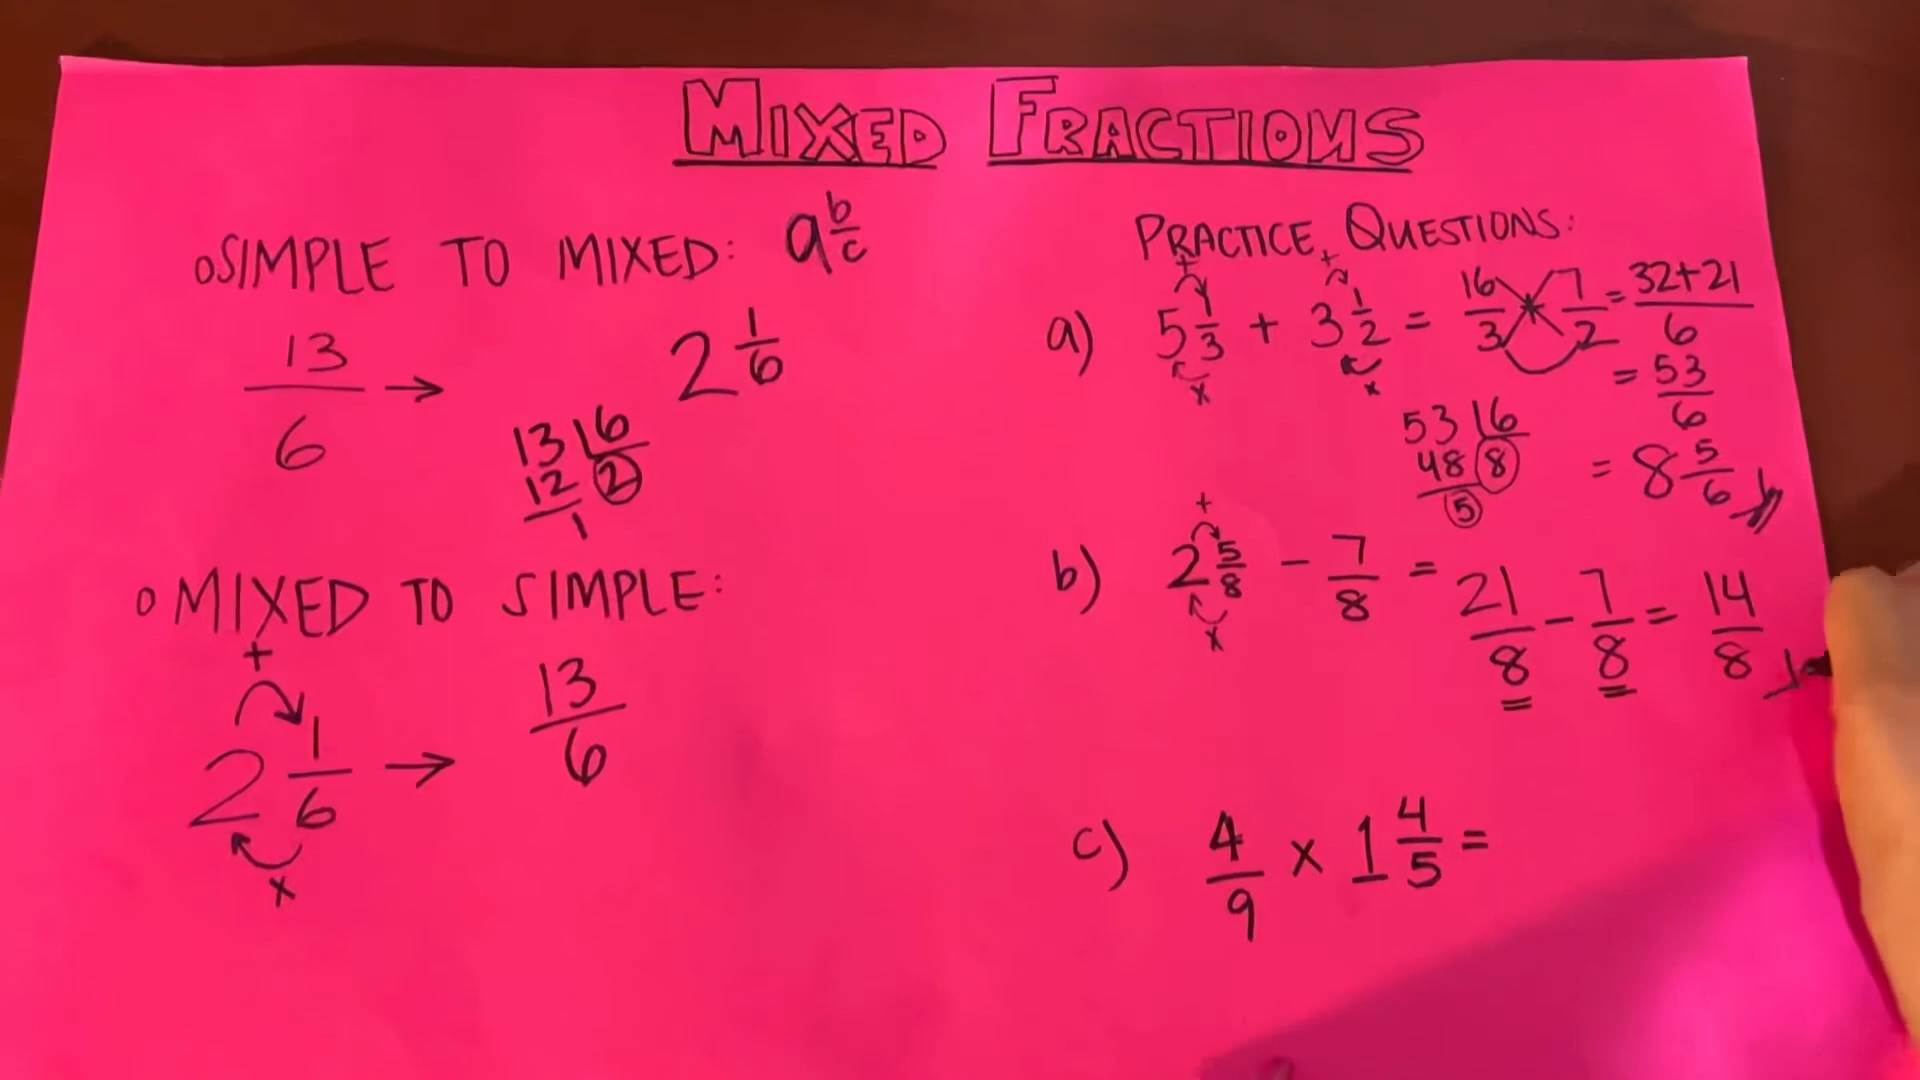 MIXED FRACTIONS
SIMPLE TO MIXED: a b/c
13/6 → 2 1/6
13 | 6
12 2
1
MIXED TO SIMPLE:
+
2 1/6 → 13/6
x
PRACTICE QUESTIONS:
+ +
a) 5 1/3 + 3 1/2 = 16/3 7/2 = 32+21/6
x x
= 53/6
53 | 6
48 8
5
= 8 5/6
+
b) 2 5/8 - 7/8 = 21/8 - 7/8 = 14/8
x
c) 4/9 x 1 4/5 =